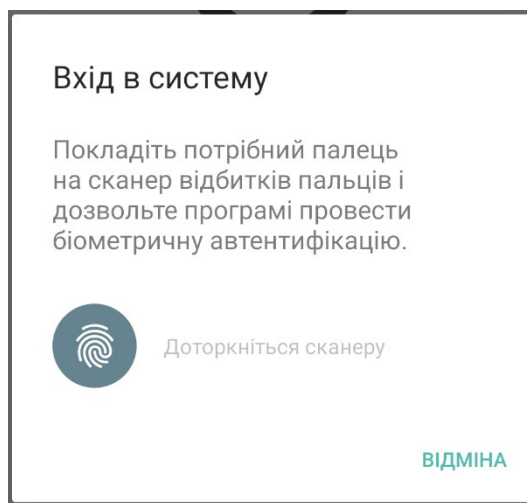 Вхід в систему
Покладіть потрібний палець
на сканер відбитків пальців і
дозвольте програмі провести
біометричну автентифікацію.
Доторкніться сканеру
ВІДМІНА